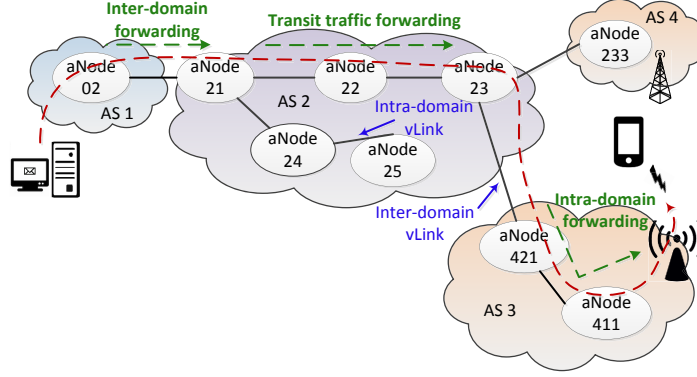 Inter-domain
forwarding
Transit traffic forwarding
AS 4
aNode
02
aNode
21
aNode
22
aNode
23
aNode
233
AS 1
AS 2
Intra-domain
vLink
aNode
24
aNode
25
Inter-domain
vLink
Intra-domain
forwarding
aNode
421
AS 3
aNode
411